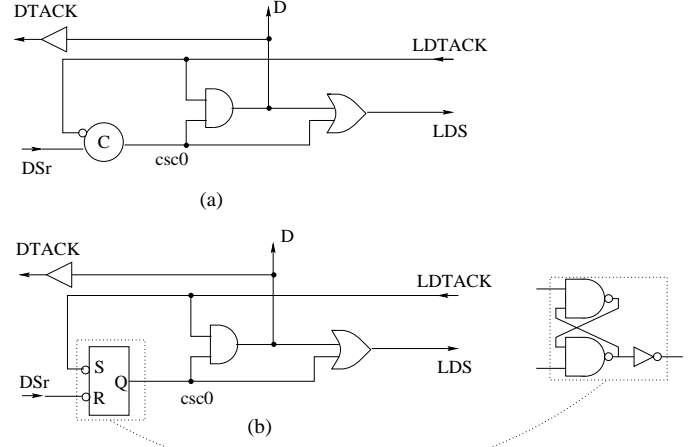 DTACK
D
LDTACK
C
LDS
DSr
csc0
(a)
DTACK
D
LDTACK
S
Q
R
DSr
LDS
csc0
(b)